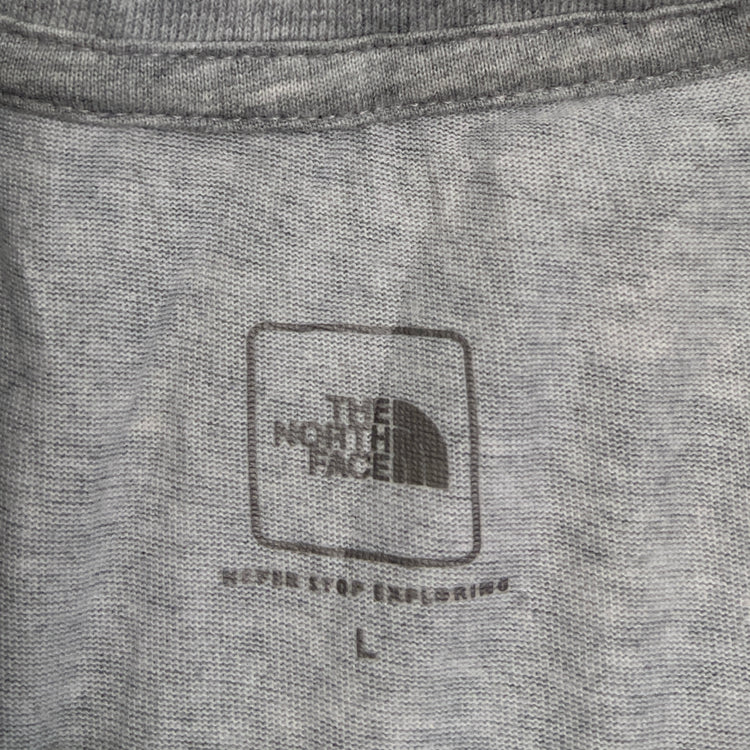 THE
NORTH
FACE
NEVER STOP EXPLORING
L